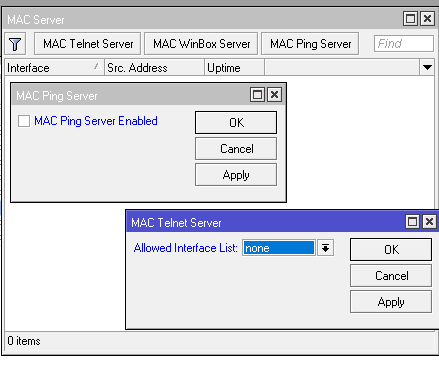 MAC Server
MAC Telnet Server MAC WinBox Server MAC Ping Server Find
Interface Src. Address Uptime
MAC Ping Server
MAC Ping Server Enabled OK
Cancel
Apply
MAC Telnet Server
Allowed Interface List: none OK
Cancel
Apply
0 items